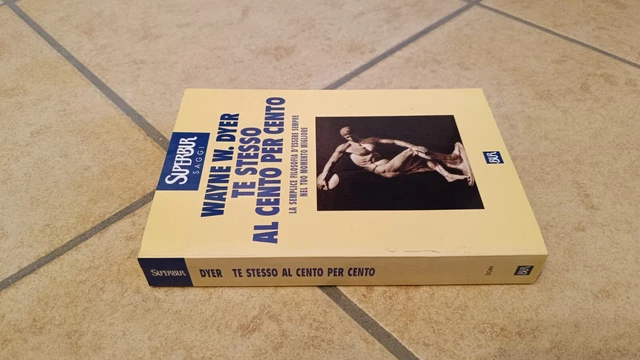 SUPERBUR
SAGGI
WAYNE W. DYER
TE STESSO
AL CENTO PER CENTO
LA SEMPLICE FILOSOFIA D'ESSERE SEMPRE
NEL TUO MOMENTO MIGLIORE
BUR
SUPERBUR
DYER TE STESSO AL CENTO PER CENTO
BUR